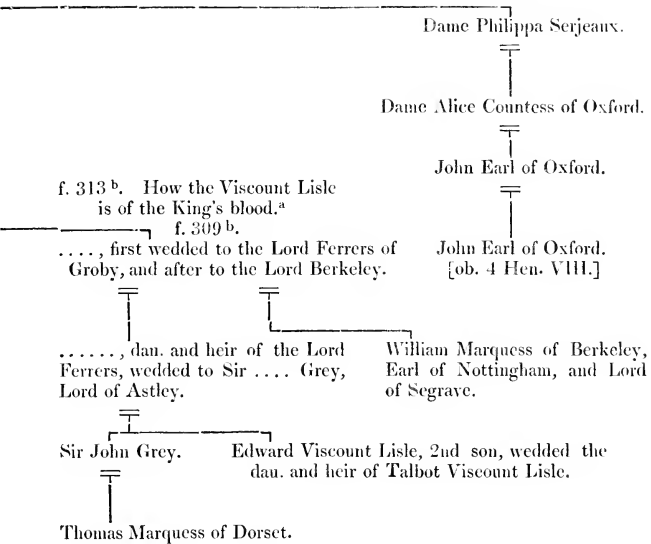 Dame Philippa Serjeaux.
Dame Alice Countess of Oxford.
John Earl of Oxford.
f. 313 b. How the Viscount Lisle
is of the King's blood.a
f. 309 b.
...., first wedded to the Lord Ferrers of
Groby, and after to the Lord Berkeley.
John Earl of Oxford.
[ob. 4 Hen. VIII.]
......, dau. and heir of the Lord
Ferrers, wedded to Sir .... Grey,
Lord of Astley.
William Marquess of Berkeley,
Earl of Nottingham, and Lord
of Segrave.
Sir John Grey.
Edward Viscount Lisle, 2nd son, wedded the
dau. and heir of Talbot Viscount Lisle.
Thomas Marquess of Dorset.